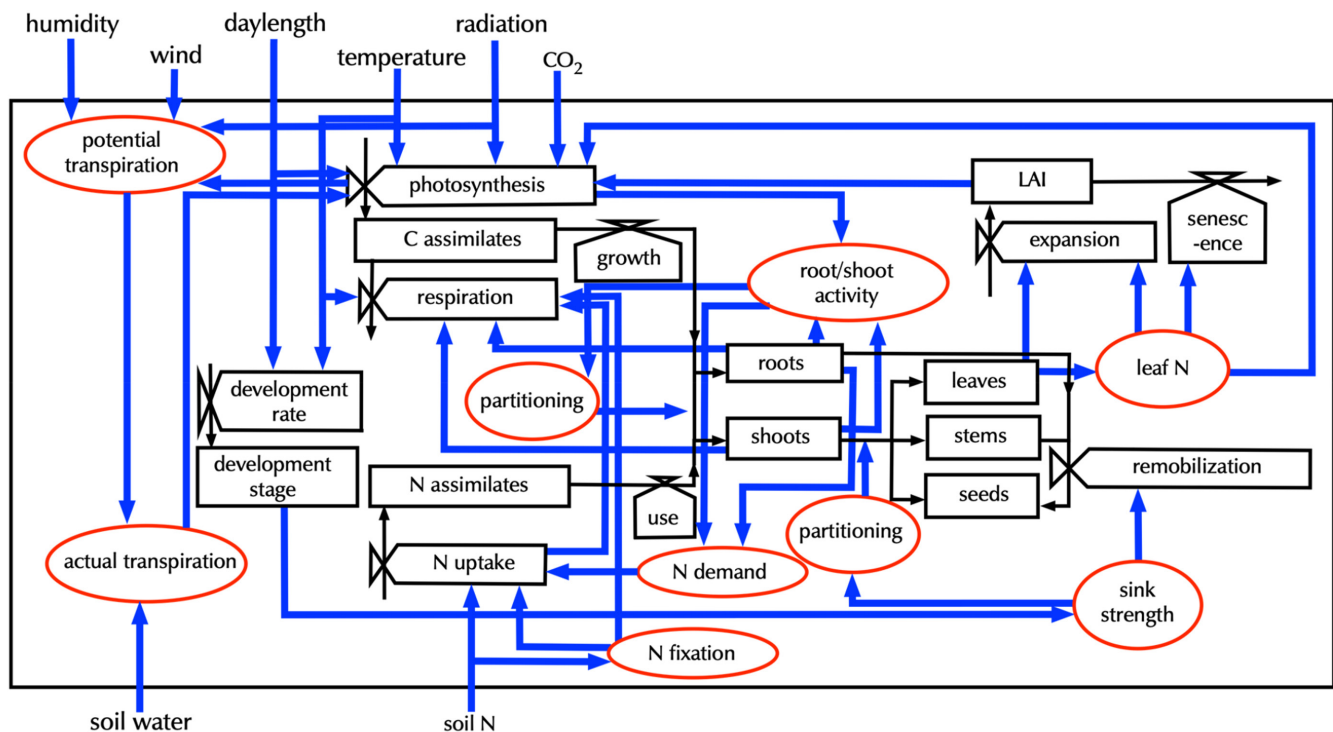 humidity
daylength
radiation
wind
temperature
CO₂
potential
transpiration
photosynthesis
LAI
senesc
-ence
C assimilates
growth
expansion
root/shoot
activity
respiration
roots
leaves
leaf N
development
rate
partitioning
shoots
stems
development
stage
N assimilates
remobilization
seeds
use
partitioning
actual transpiration
N uptake
N demand
sink
strength
N fixation
soil water
soil N